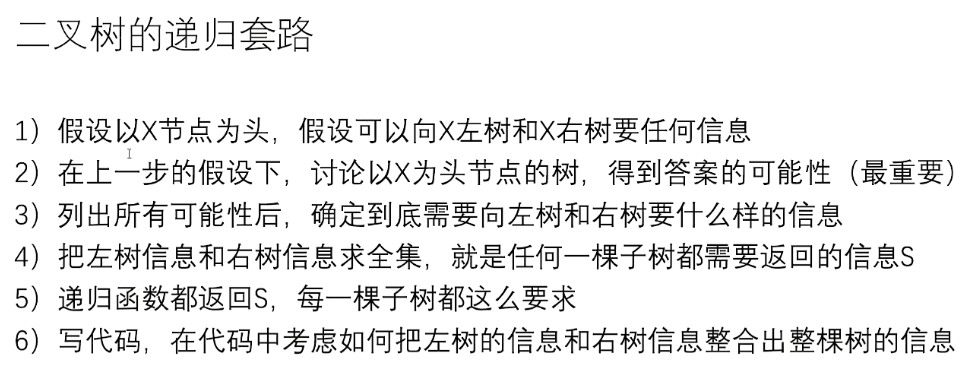 二叉树的递归套路
1）假设以X节点为头，假设可以向X左树和X右树要任何信息
2）在上一步的假设下，讨论以X为头节点的树，得到答案的可能性（最重要）
3）列出所有可能性后，确定到底需要向左树和右树要什么样的信息
4）把左树信息和右树信息求全集，就是任何一棵子树都需要返回的信息S
5）递归函数都返回S，每一棵子树都这么要求
6）写代码，在代码中考虑如何把左树的信息和右树信息整合出整棵树的信息